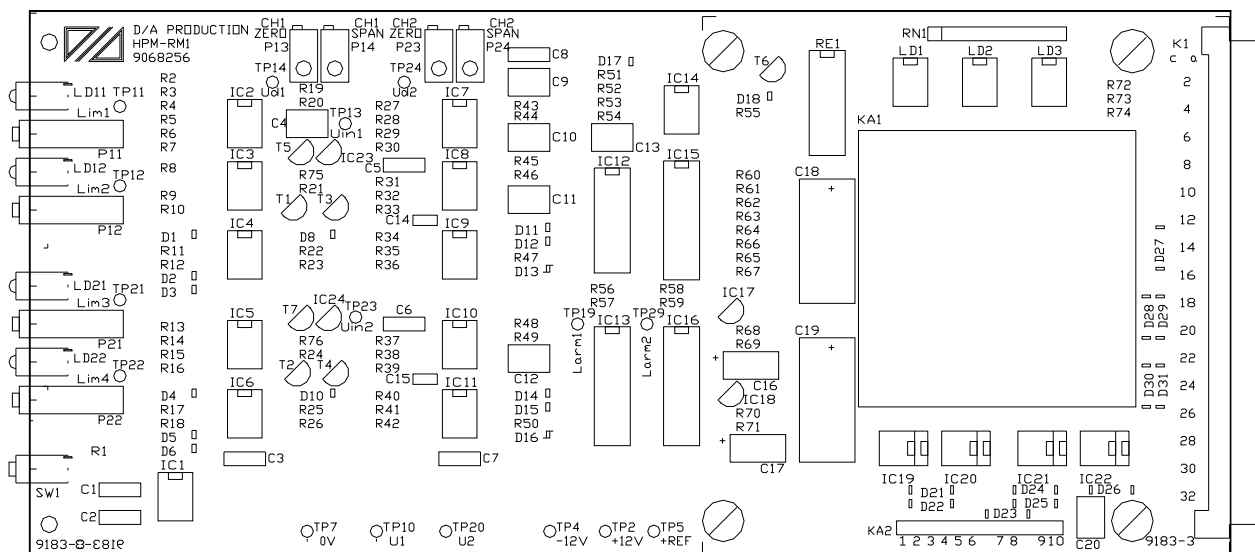 D/A PRODUCTION
HPM-RM1
9068256
CH1
ZERO
P13
CH1
SPAN
P14
CH2
ZERO
P23
CH2
SPAN
P24
TP14
Ud1
TP24
Ud2
C8
C9
D17
R51
R52
R53
R54
IC14
T6
D18
R55
RE1
RN1
LD1
LD2
LD3
K1
c a
2
4
6
8
10
12
14
16
18
20
22
24
26
28
30
32
R72
R73
R74
KA1
LD11
TP11
Lim1
P11
LD12
TP12
Lim2
P12
LD21
TP21
Lim3
P21
LD22
TP22
Lim4
P22
R1
SW1
C1
C2
IC1
R2
R3
R4
R5
R6
R7
R8
R9
R10
D1
R11
R12
D2
D3
R13
R14
R15
R16
D4
R17
R18
D5
D6
IC2
IC3
IC4
IC5
IC6
C3
R19
R20
C4
TP13
Uin1
T5
IC23
R75
R21
T1
T3
D8
R22
R23
T7
IC24
TP23
Uin2
R76
R24
T2
T4
D10
R25
R26
R27
R28
R29
R30
C5
R31
R32
R33
C14
R34
R35
R36
C6
R37
R38
R39
C15
R40
R41
R42
IC7
IC8
IC9
IC10
IC11
C7
R43
R44
C10
R45
R46
C11
D11
D12
R47
D13
R48
R49
C12
D14
D15
R50
D16
C13
IC12
IC15
R56
R57
R58
R59
TP19
Larm1
TP29
Larm2
IC13
IC16
R60
R61
R62
R63
R64
R66
R65
R67
IC17
R68
R69
+
C16
IC18
R70
R71
+
C17
C18
+
C19
+
D27
D28
D29
D30
D31
IC19
IC20
IC21
IC22
D21
D22
D24
D25
D26
D23
KA2
1 2 3 4 5 6 7 8 9 10
C20
9183-3
9183-0-3819
TP7
0V
TP10
U1
TP20
U2
TP4
-12V
TP2
+12V
TP5
+REF